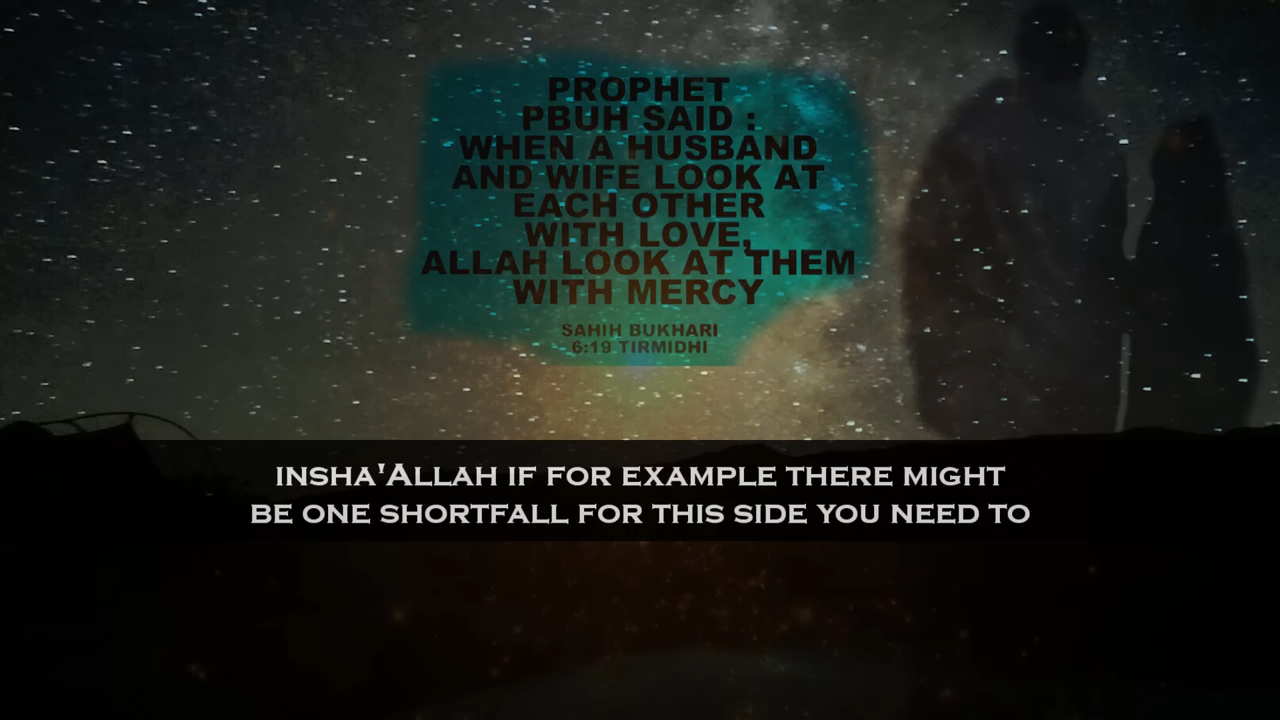 PROPHET
PBUH SAID :
WHEN A HUSBAND
AND WIFE LOOK AT
EACH OTHER
WITH LOVE,
ALLAH LOOK AT THEM
WITH MERCY
SAHIH BUKHARI
6:19 TIRMIDHI
INSHA'ALLAH IF FOR EXAMPLE THERE MIGHT
BE ONE SHORTFALL FOR THIS SIDE YOU NEED TO